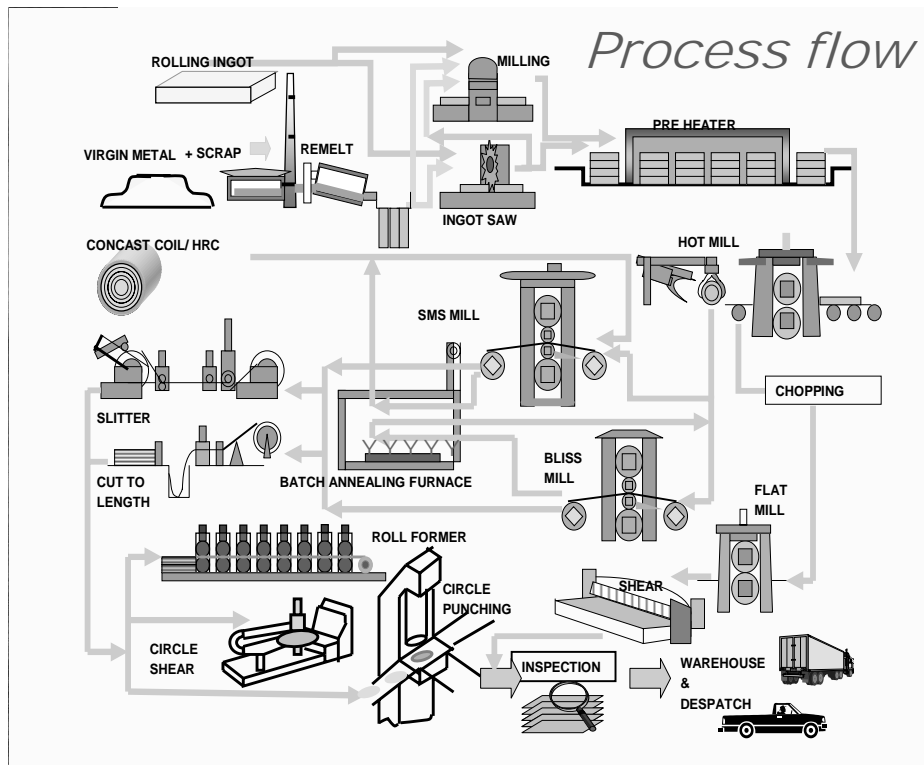 Process flow
ROLLING INGOT
MILLING
PRE HEATER
VIRGIN METAL + SCRAP
REMELT
INGOT SAW
CONCAST COIL/ HRC
HOT MILL
SMS MILL
CHOPPING
SLITTER
BLISS
MILL
CUT TO
LENGTH
BATCH ANNEALING FURNACE
FLAT
MILL
ROLL FORMER
CIRCLE
PUNCHING
SHEAR
CIRCLE
SHEAR
INSPECTION
WAREHOUSE
&
DESPATCH